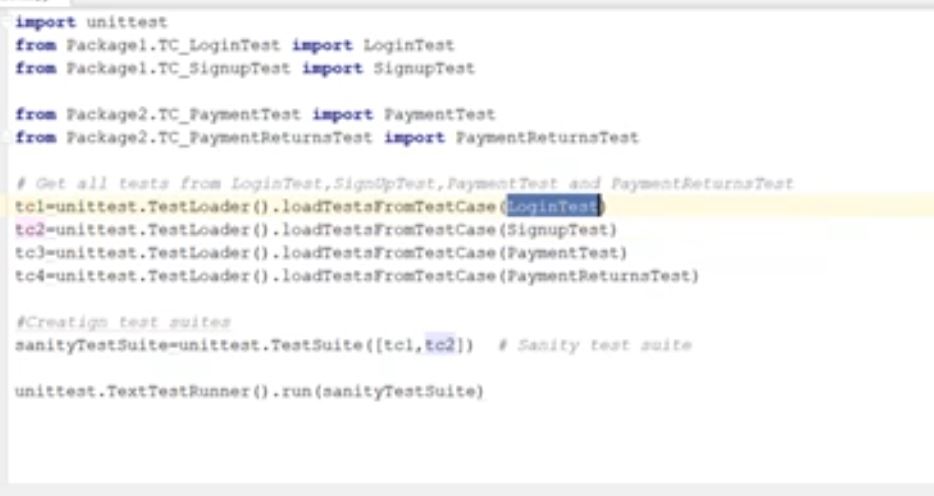 import unittest
from Package1.TC_LoginTest import LoginTest
from Package1.TC_SignupTest import SignupTest
from Package2.TC_PaymentTest import PaymentTest
from Package2.TC_PaymentReturnsTest import PaymentReturnsTest
# Get all tests from LoginTest,SignUpTest,PaymentTest and PaymentReturnsTest
tc1=unittest.TestLoader().loadTestsFromTestCase(LoginTest)
tc2=unittest.TestLoader().loadTestsFromTestCase(SignupTest)
tc3=unittest.TestLoader().loadTestsFromTestCase(PaymentTest)
tc4=unittest.TestLoader().loadTestsFromTestCase(PaymentReturnsTest)
#Creatign test suites
sanityTestSuite=unittest.TestSuite([tc1,tc2]) # Sanity test suite
unittest.TextTestRunner().run(sanityTestSuite)